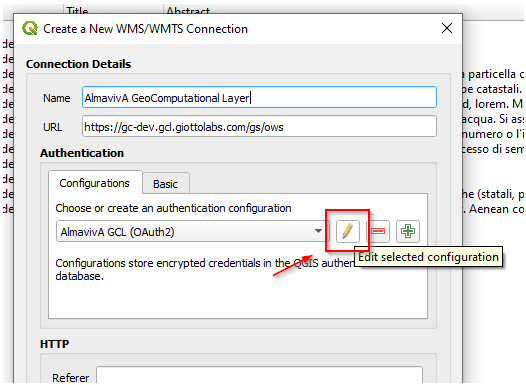 Title Abstract
Create a New WMS/WMTS Connection
Connection Details
Name AlmavivA GeoComputational Layer
URL https://gc-dev.gcl.giottolabs.com/gs/ows
Authentication
Configurations Basic
Choose or create an authentication configuration
AlmavivA GCL (OAuth2)
Edit selected configuration
Configurations store encrypted credentials in the QGIS authen
database.
HTTP
Referer
de
de
de
de
de
de
de
de
de
de
a particella c
pe catastali.
d, lorem. M
acqua. Si ass
numero o l'i
cesso di sem
he (statali, p
. Aenean co